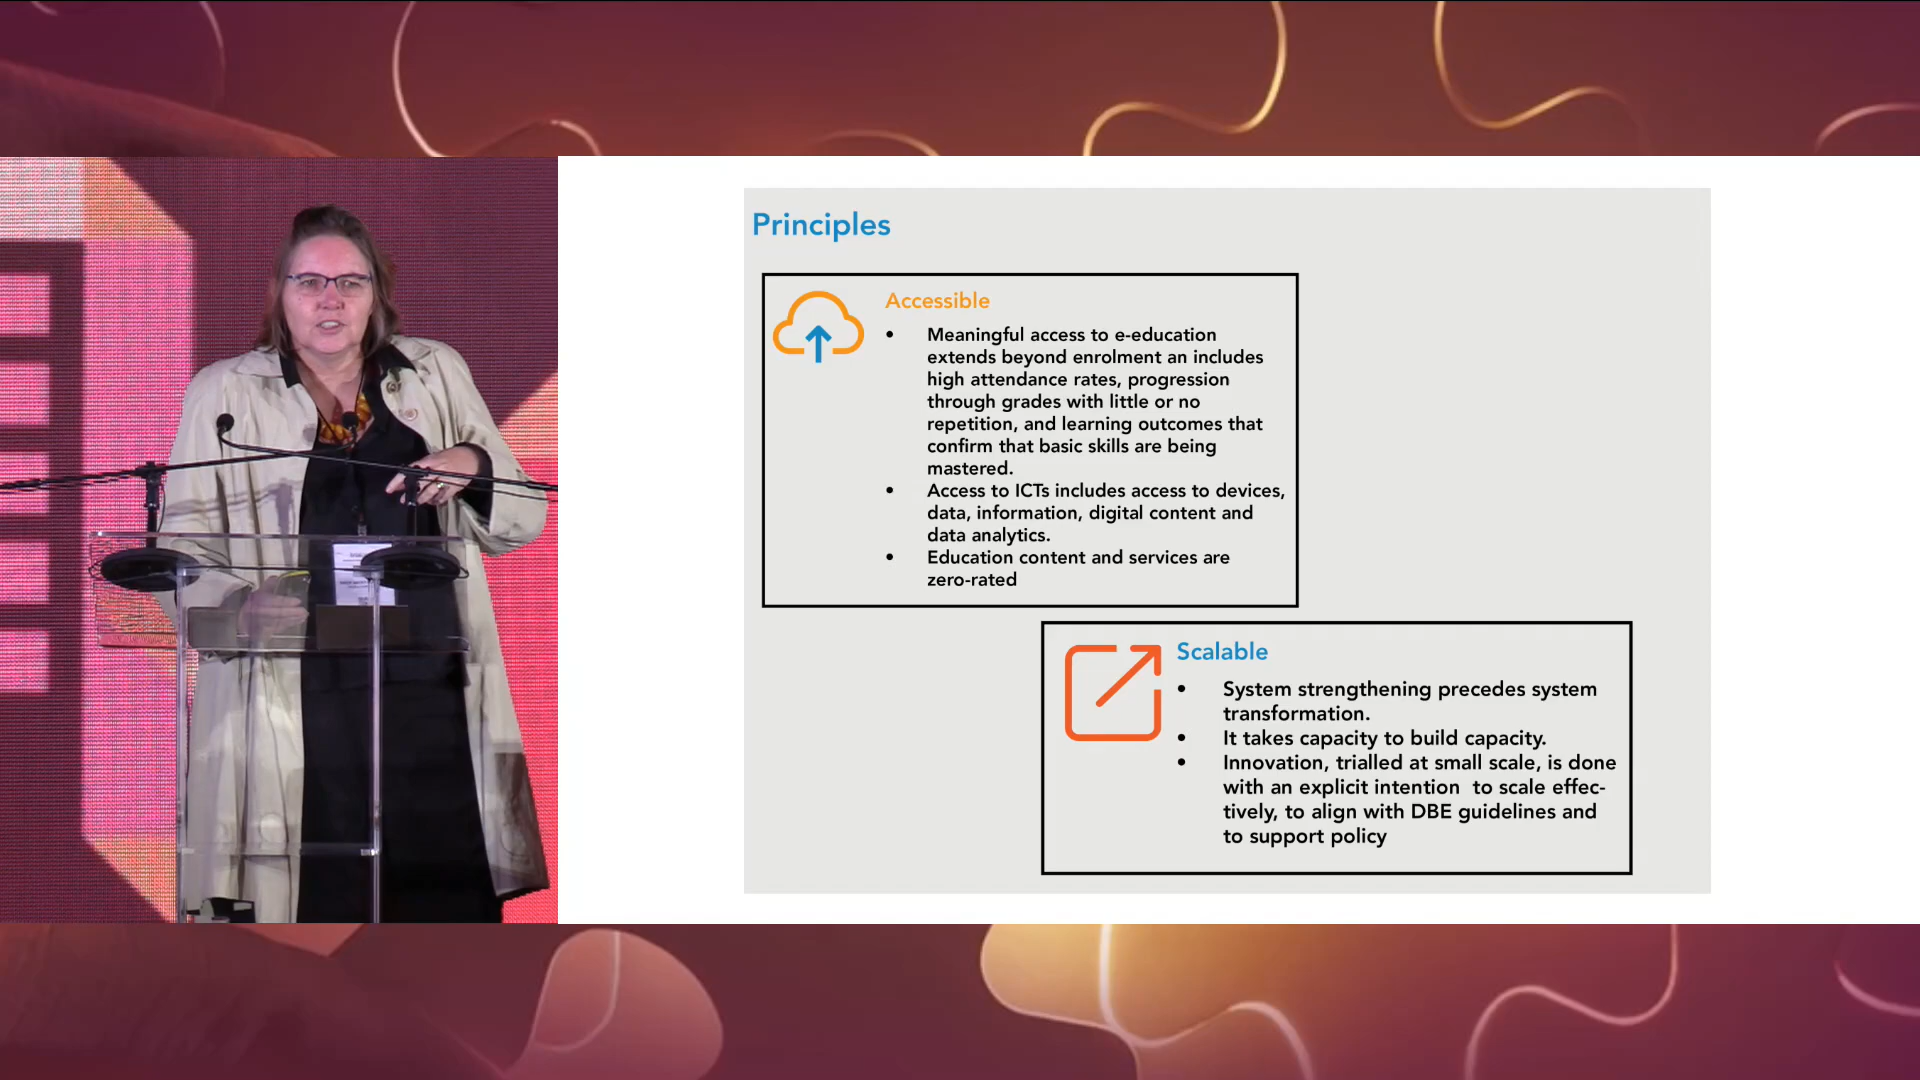 Principles
Accessible
• Meaningful access to e-education
extends beyond enrolment an includes
high attendance rates, progression
through grades with little or no
repetition, and learning outcomes that
confirm that basic skills are being
mastered.
• Access to ICTs includes access to devices,
data, information, digital content and
data analytics.
• Education content and services are
zero-rated
Scalable
• System strengthening precedes system
transformation.
• It takes capacity to build capacity.
• Innovation, trialled at small scale, is done
with an explicit intention to scale effec-
tively, to align with DBE guidelines and
to support policy